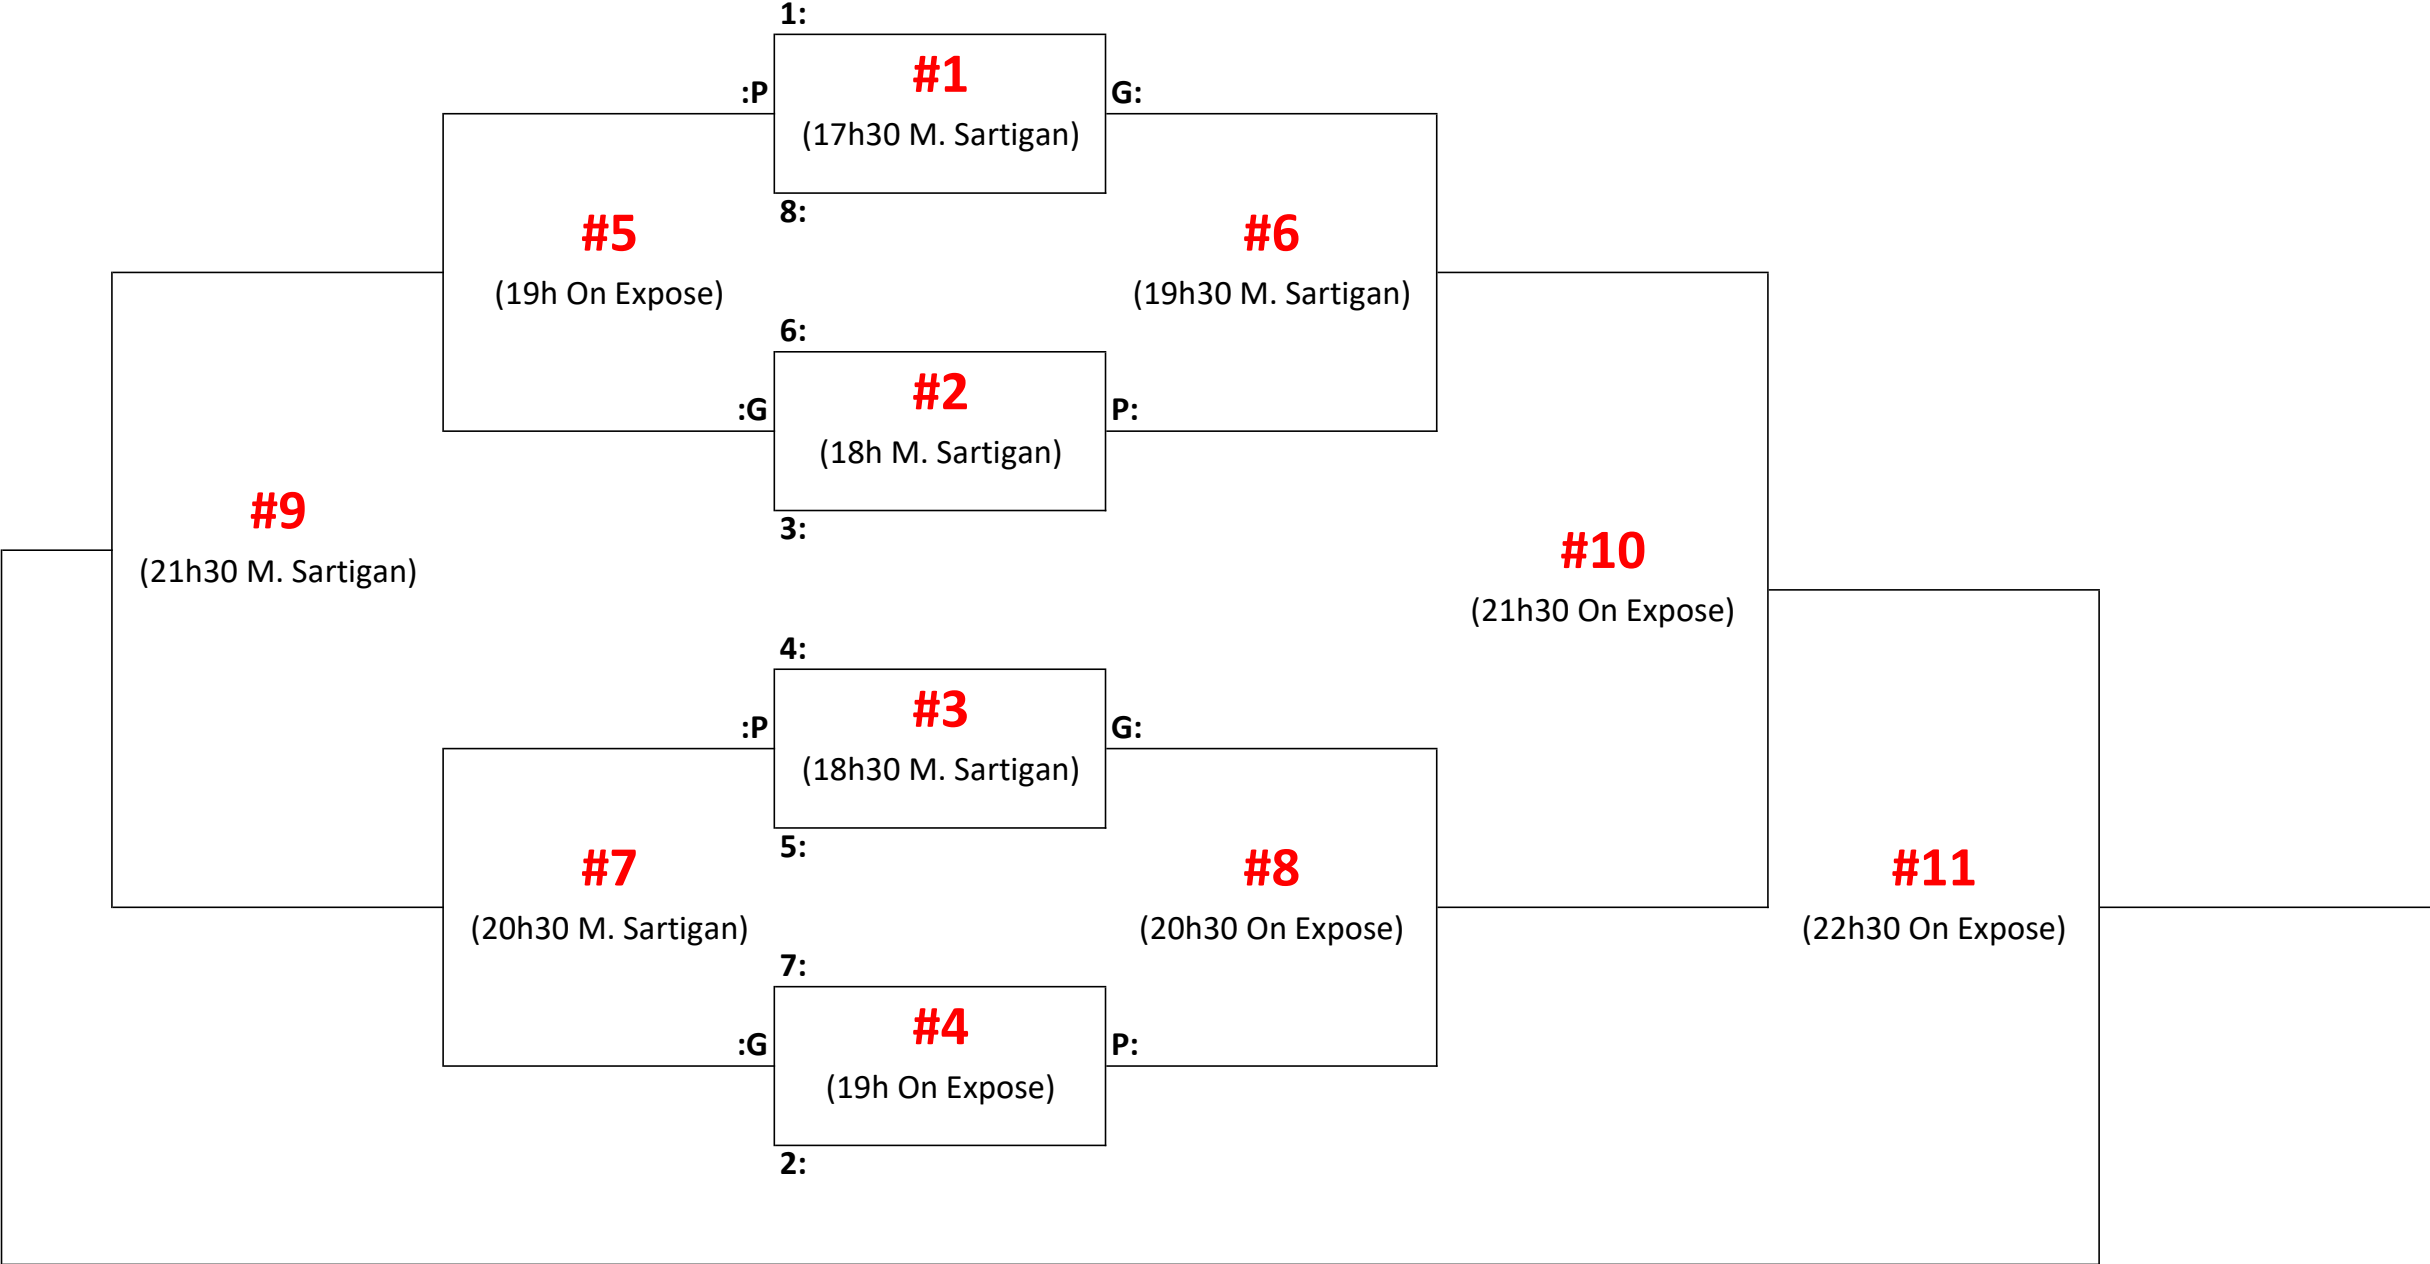 1:
#1
:P
G:
(17h30 M. Sartigan)
8:
#5
#6
(19h On Expose)
(19h30 M. Sartigan)
6:
#2
:G
P:
(18h M. Sartigan)
#9
3:
#10
(21h30 M. Sartigan)
(21h30 On Expose)
4:
#3
:P
G:
(18h30 M. Sartigan)
5:
#7
#8
#11
(20h30 M. Sartigan)
(20h30 On Expose)
(22h30 On Expose)
7:
#4
:G
P:
(19h On Expose)
2: